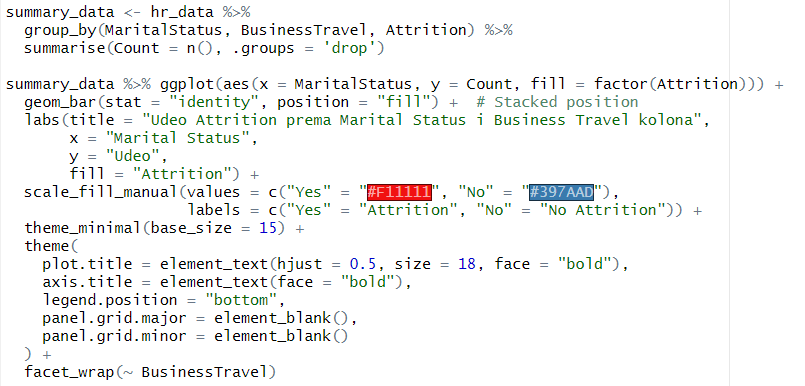 summary_data <- hr_data %>%
  group_by(MaritalStatus, BusinessTravel, Attrition) %>%
  summarise(Count = n(), .groups = 'drop')

summary_data %>% ggplot(aes(x = MaritalStatus, y = Count, fill = factor(Attrition))) +
  geom_bar(stat = "identity", position = "fill") +  # Stacked position
  labs(title = "Udeo Attrition prema Marital Status i Business Travel kolona",
       x = "Marital Status",
       y = "Udeo",
       fill = "Attrition") +
  scale_fill_manual(values = c("Yes" = "#F11111", "No" = "#397AAD"),
                    labels = c("Yes" = "Attrition", "No" = "No Attrition")) +
  theme_minimal(base_size = 15) +
  theme(
    plot.title = element_text(hjust = 0.5, size = 18, face = "bold"),
    axis.title = element_text(face = "bold"),
    legend.position = "bottom",
    panel.grid.major = element_blank(),
    panel.grid.minor = element_blank()
  ) +
  facet_wrap(~ BusinessTravel)